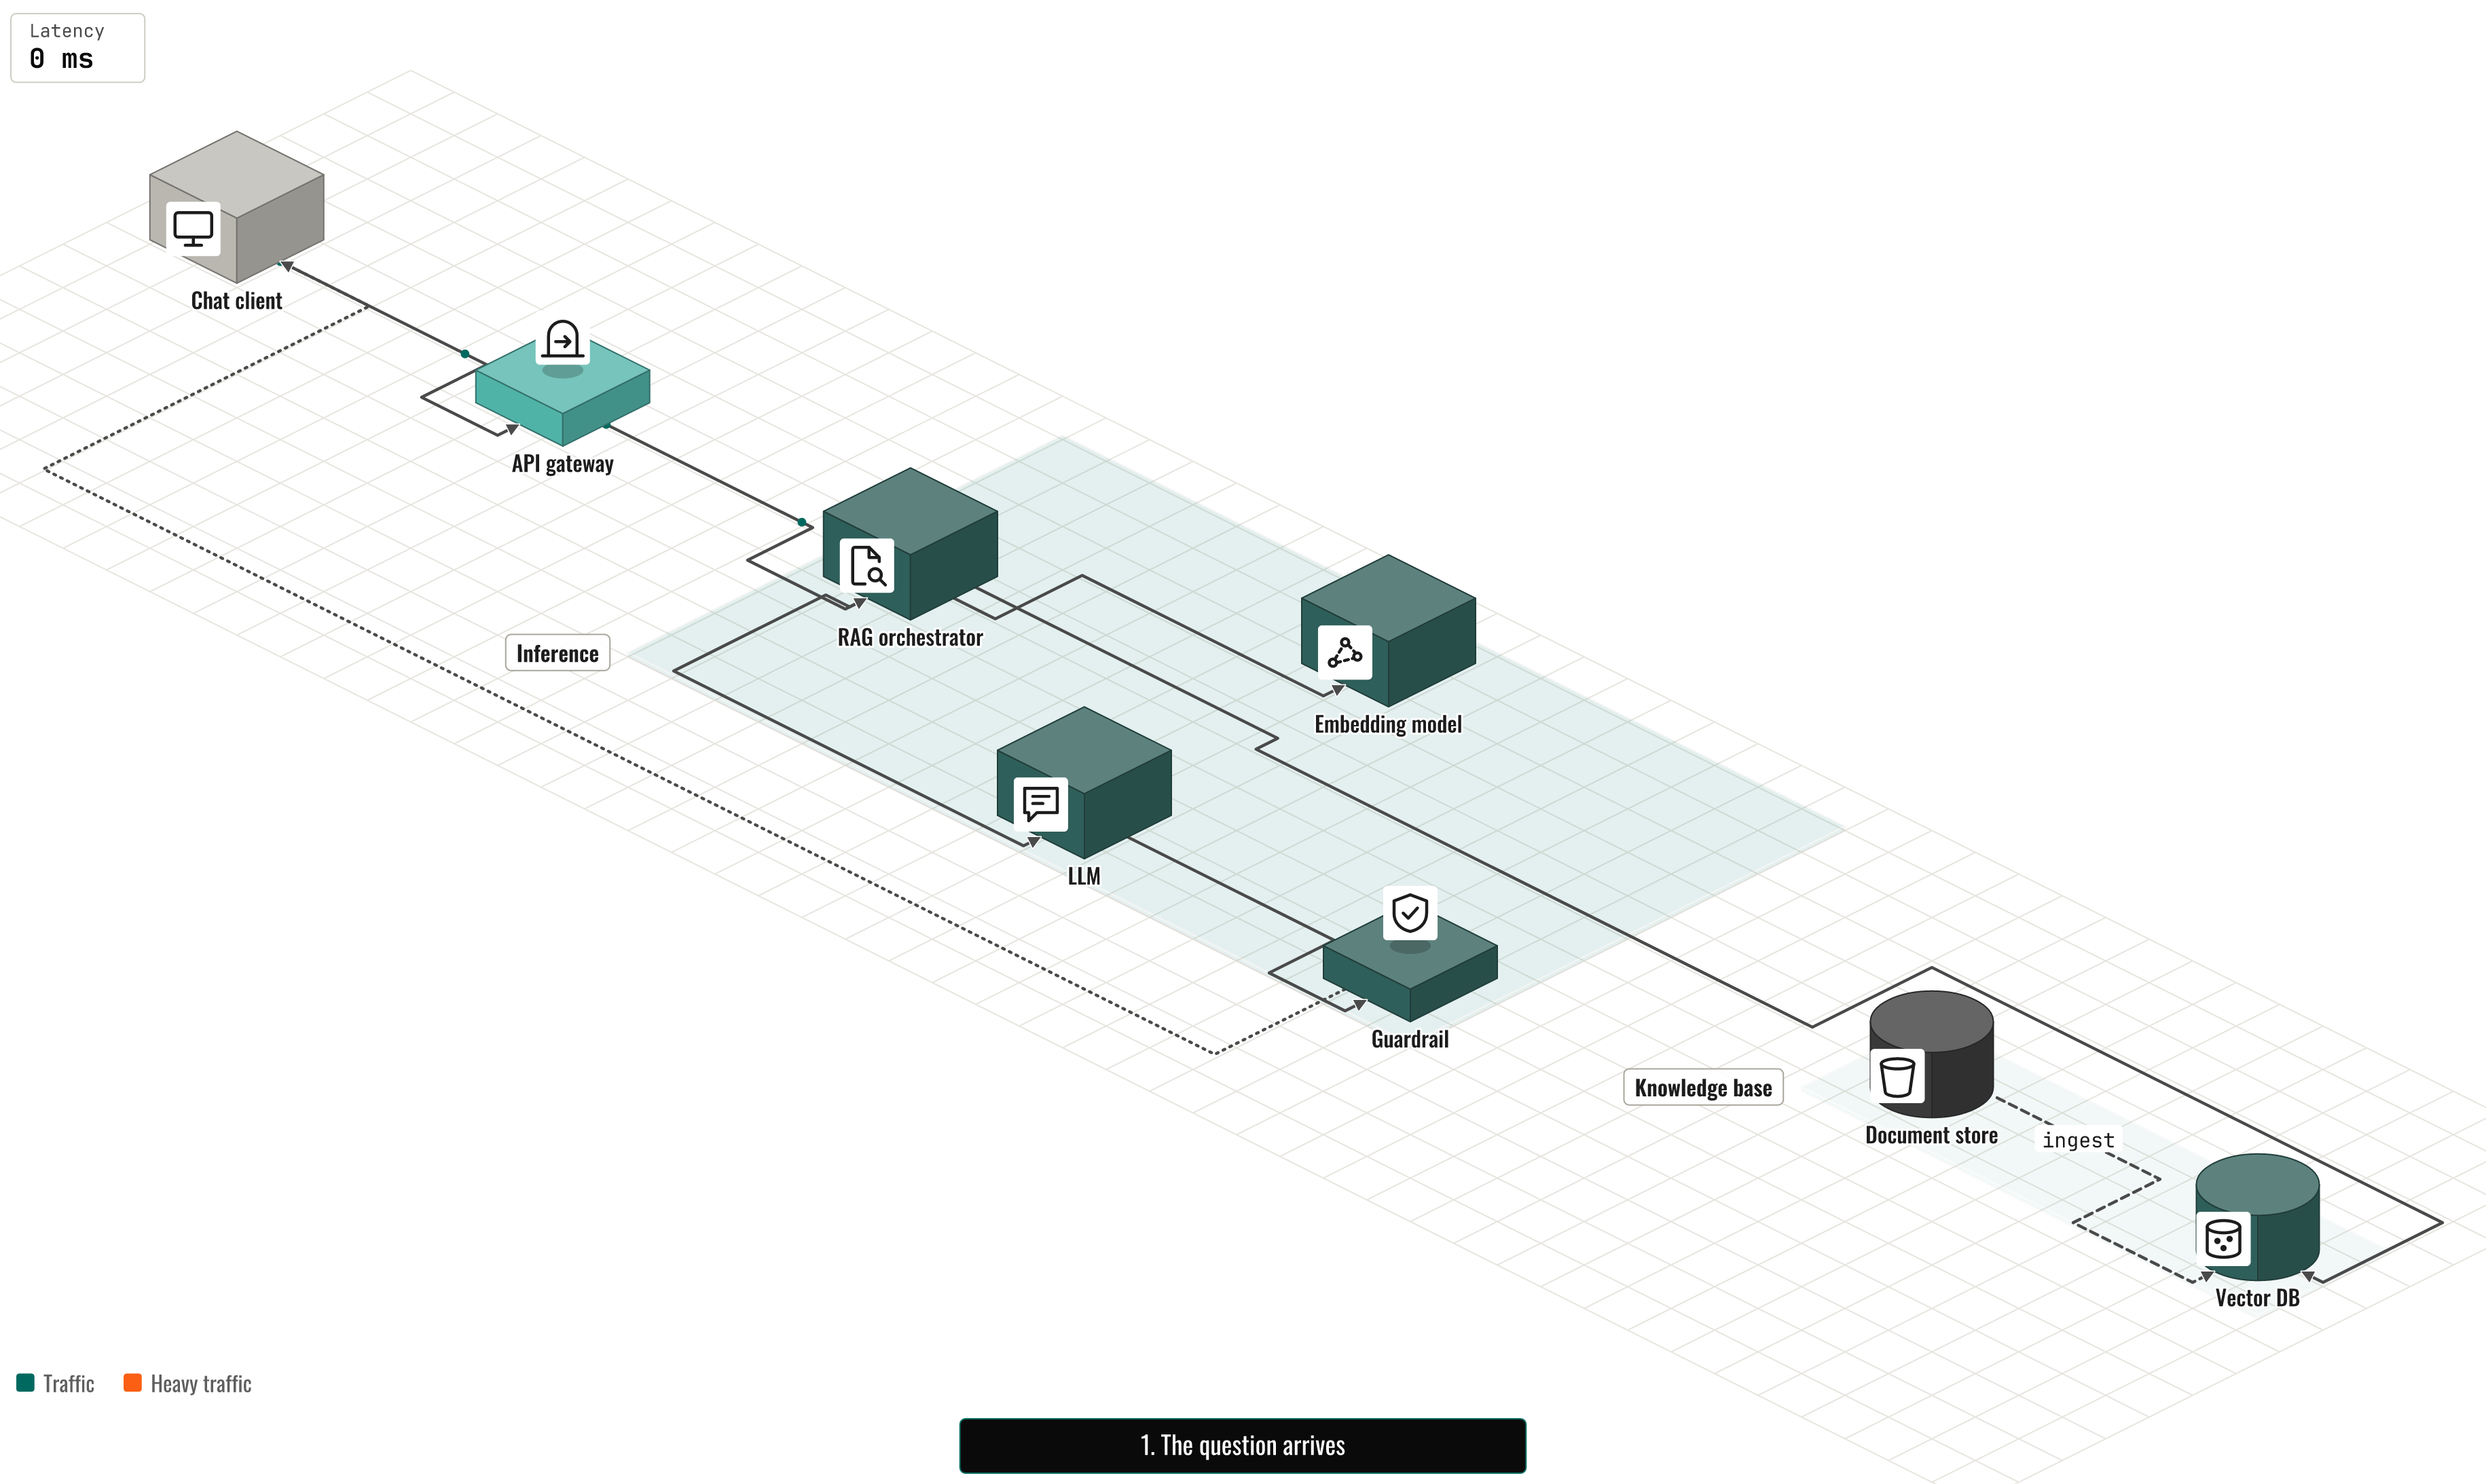 Latency
0 ms
Chat client
API gateway
RAG orchestrator
Inference
Embedding model
LLM
Guardrail
Knowledge base
Document store
ingest
Vector DB
Traffic
Heavy traffic
1. The question arrives